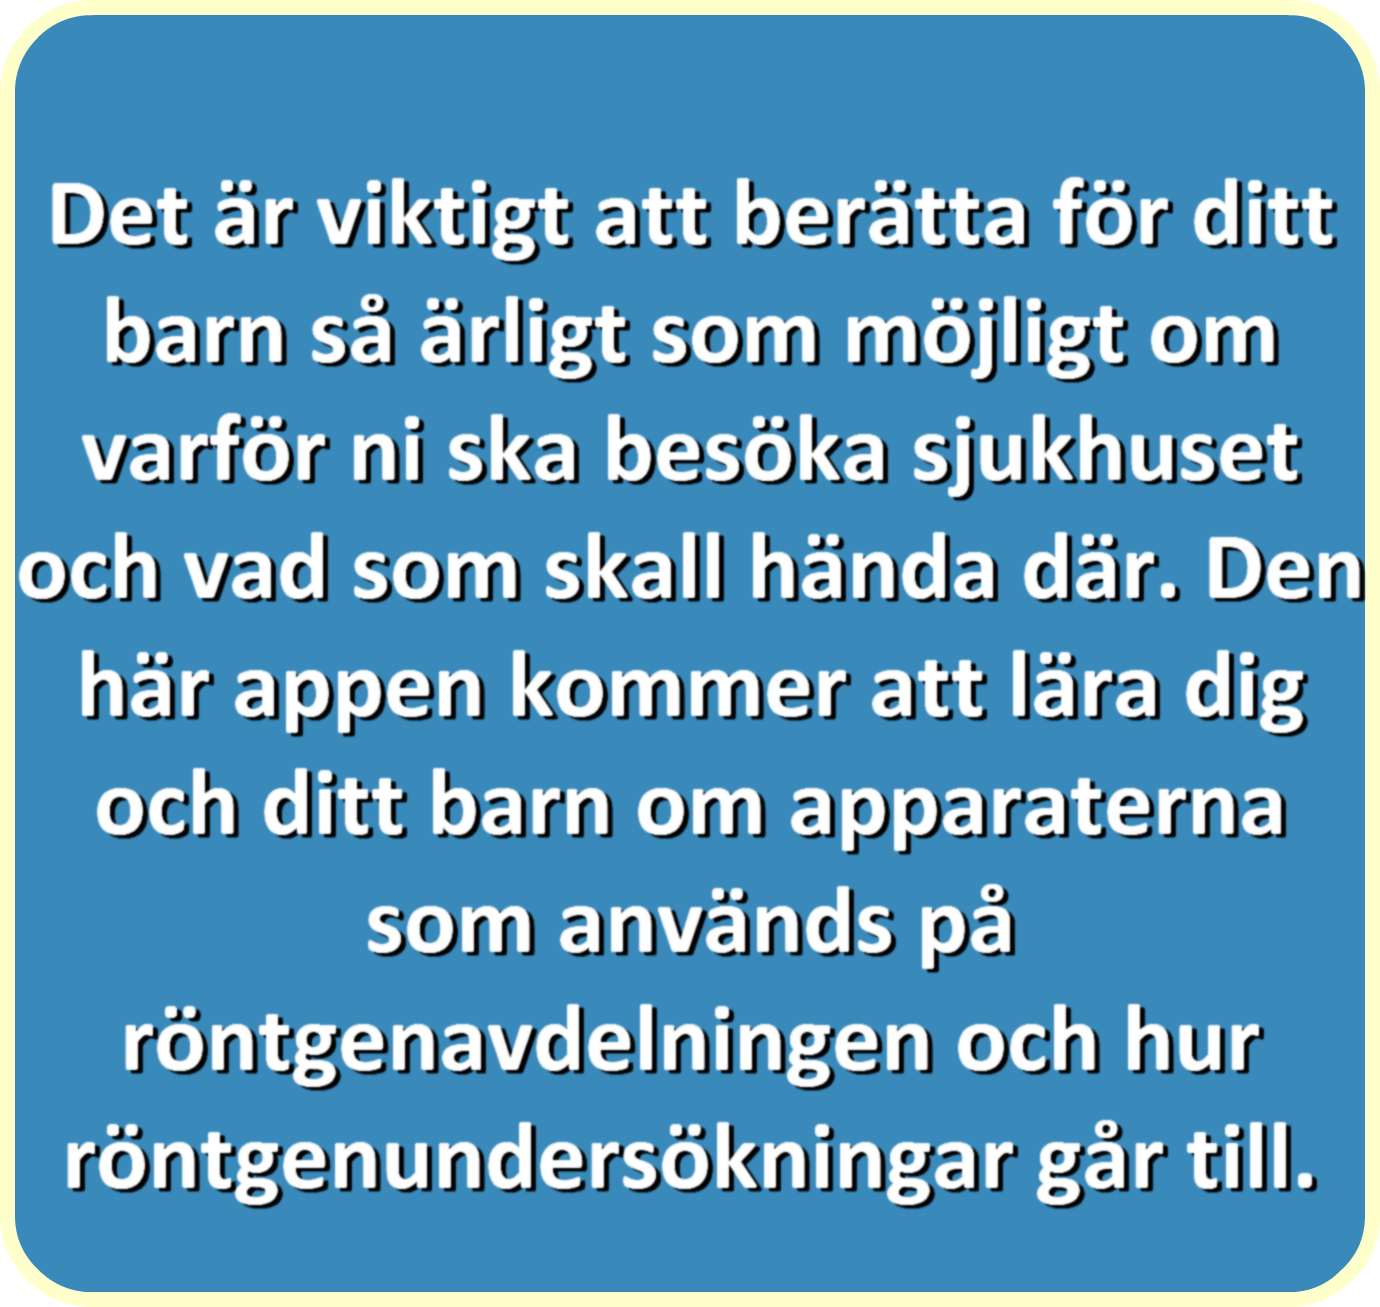 Det är viktigt att berätta för ditt
barn så ärligt som möjligt om
varför ni ska besöka sjukhuset
och vad som skall hända där. Den
här appen kommer att lära dig
och ditt barn om apparaterna
som används på
röntgenavdelningen och hur
röntgenundersökningar går till.